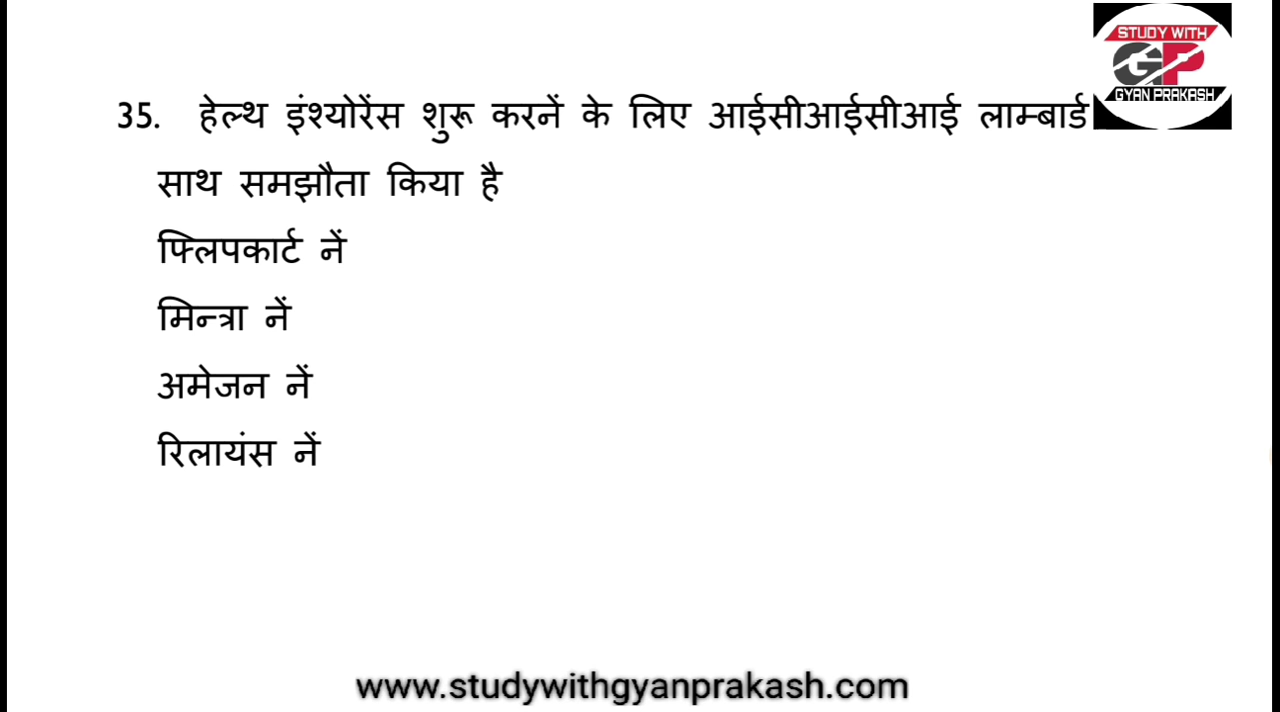 STUDY WITH
GP
GYAN PRAKASH
35. हेल्थ इंश्योरेंस शुरू करनें के लिए आईसीआईसीआई लाम्बार्ड
साथ समझौता किया है
फ्लिपकार्ट नें
मिन्त्रा नें
अमेजन नें
रिलायंस नें
www.studywithgyanprakash.com